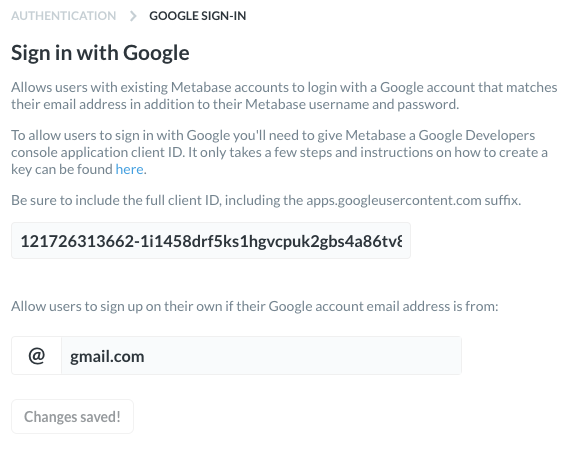 AUTHENTICATION > GOOGLE SIGN-IN
Sign in with Google
Allows users with existing Metabase accounts to login with a Google account that matches
their email address in addition to their Metabase username and password.
To allow users to sign in with Google you'll need to give Metabase a Google Developers
console application client ID. It only takes a few steps and instructions on how to create a
key can be found here.
Be sure to include the full client ID, including the apps.googleusercontent.com suffix.
121726313662-1i1458drf5ks1hgvcpuk2gbs4a86tv8
Allow users to sign up on their own if their Google account email address is from:
@ gmail.com
Changes saved!